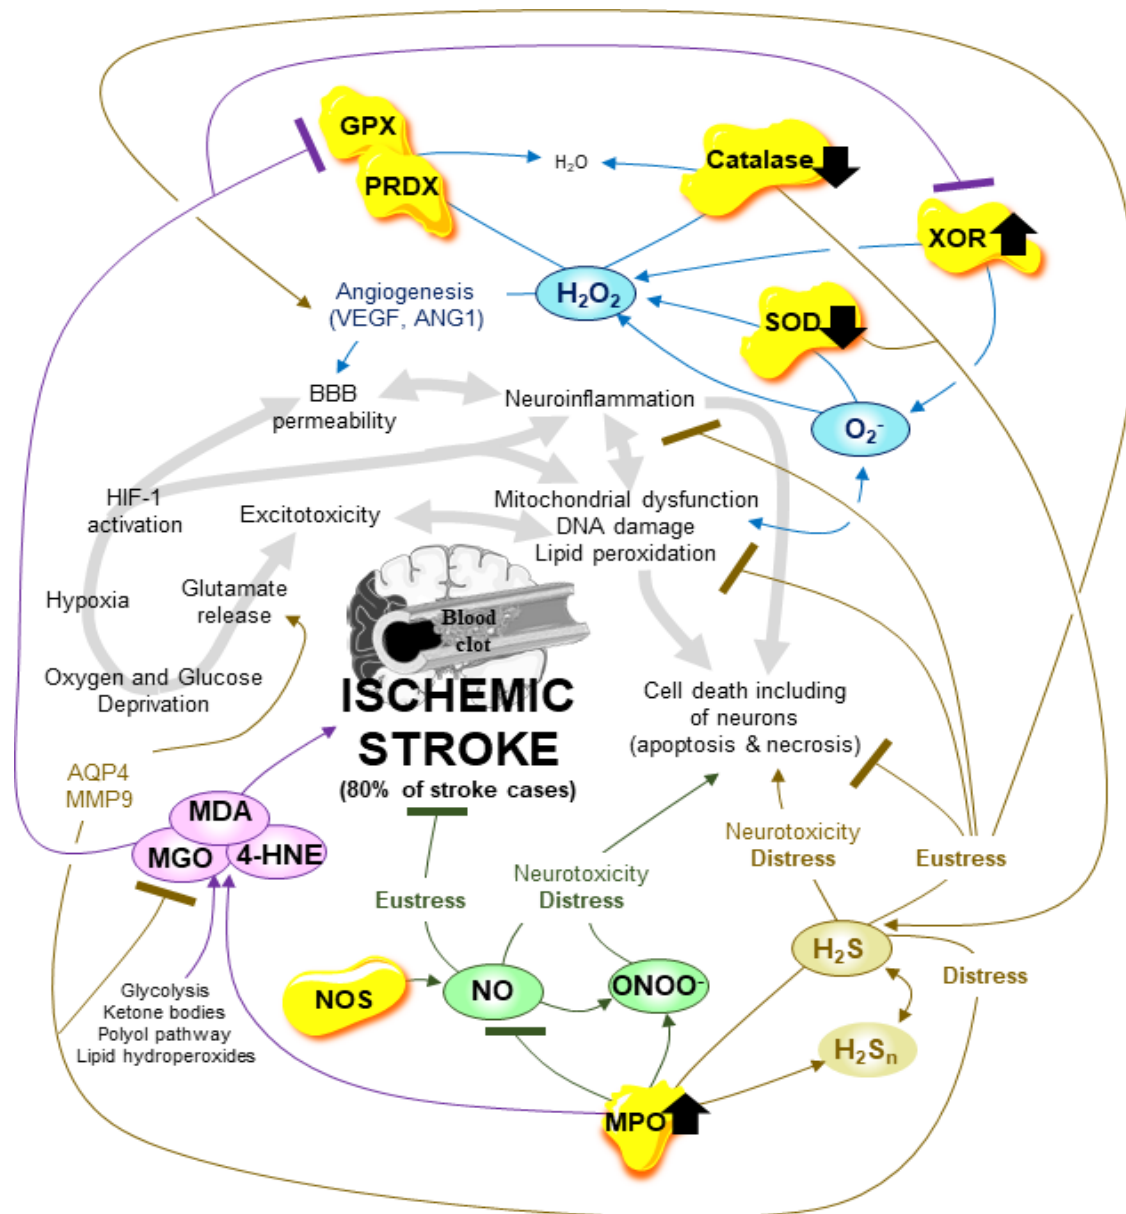 GPX
PRDX
H₂O
Catalase
XOR
Angiogenesis
(VEGF, ANG1)
H₂O₂
SOD
BBB
permeability
Neuroinflammation
O₂⁻
HIF-1
activation
Excitotoxicity
Mitochondrial dysfunction
DNA damage
Lipid peroxidation
Hypoxia
Glutamate
release
Blood
clot
Oxygen and Glucose
Deprivation
ISCHEMIC
STROKE
(80% of stroke cases)
Cell death including
of neurons
(apoptosis & necrosis)
AQP4
MMP9
MDA
MGO
4-HNE
Eustress
Neurotoxicity
Distress
Neurotoxicity
Distress
Eustress
H₂S
Distress
NOS
NO
ONOO⁻
Glycolysis
Ketone bodies
Polyol pathway
Lipid hydroperoxides
H₂Sₙ
MPO